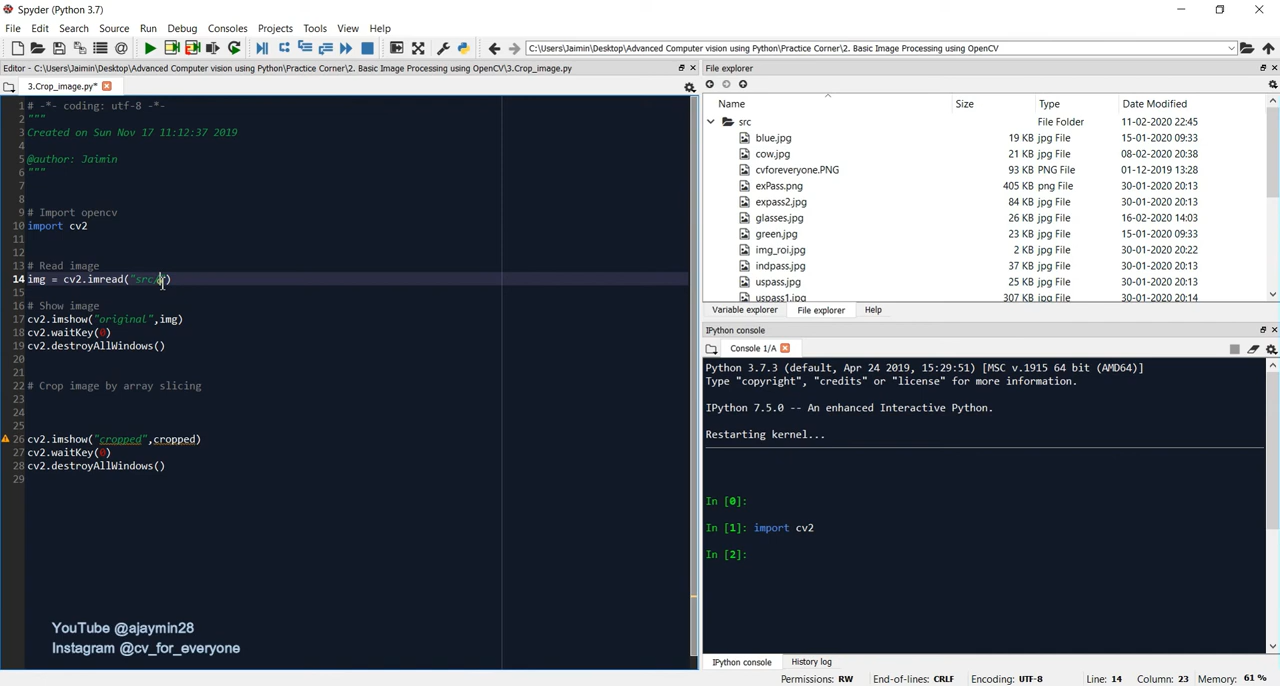 Spyder (Python 3.7)
File Edit Search Source Run Debug Consoles Projects Tools View Help
C:\Users\Jaimin\Desktop\Advanced Computer vision using Python\Practice Corner\2. Basic Image Processing using OpenCV
Editor - C:\Users\Jaimin\Desktop\Advanced Computer vision using Python\Practice Corner\2. Basic Image Processing using OpenCV\3.Crop_image.py
3.Crop_image.py*
1 # -*- coding: utf-8 -*-
2 """
3 Created on Sun Nov 17 11:12:37 2019
4
5 @author: Jaimin
6 """
7
8
9 # Import opencv
10 import cv2
11
12
13 # Read image
14 img = cv2.imread("src/")
15
16 # Show image
17 cv2.imshow("original",img)
18 cv2.waitKey(0)
19 cv2.destroyAllWindows()
20
21
22 # Crop image by array slicing
23
24
25
26 cv2.imshow("cropped",cropped)
27 cv2.waitKey(0)
28 cv2.destroyAllWindows()
29
YouTube @ajaymin28
Instagram @cv_for_everyone
File explorer
Name Size Type Date Modified
src File Folder 11-02-2020 22:45
blue.jpg 19 KB jpg File 15-01-2020 09:33
cow.jpg 21 KB jpg File 08-02-2020 20:38
cvforeveryone.PNG 93 KB PNG File 01-12-2019 13:28
exPass.png 405 KB png File 30-01-2020 20:13
expass2.jpg 84 KB jpg File 30-01-2020 20:13
glasses.jpg 26 KB jpg File 16-02-2020 14:03
green.jpg 23 KB jpg File 15-01-2020 09:33
img_roi.jpg 2 KB jpg File 30-01-2020 20:22
indpass.jpg 37 KB jpg File 30-01-2020 20:13
uspass.jpg 25 KB jpg File 30-01-2020 20:13
uspass1.jpg 307 KB jpg File 30-01-2020 20:14
Variable explorer File explorer Help
IPython console
Console 1/A
Python 3.7.3 (default, Apr 24 2019, 15:29:51) [MSC v.1915 64 bit (AMD64)]
Type "copyright", "credits" or "license" for more information.
IPython 7.5.0 -- An enhanced Interactive Python.
Restarting kernel...
In [0]:
In [1]: import cv2
In [2]:
IPython console History log
Permissions: RW End-of-lines: CRLF Encoding: UTF-8 Line: 14 Column: 23 Memory: 61 %